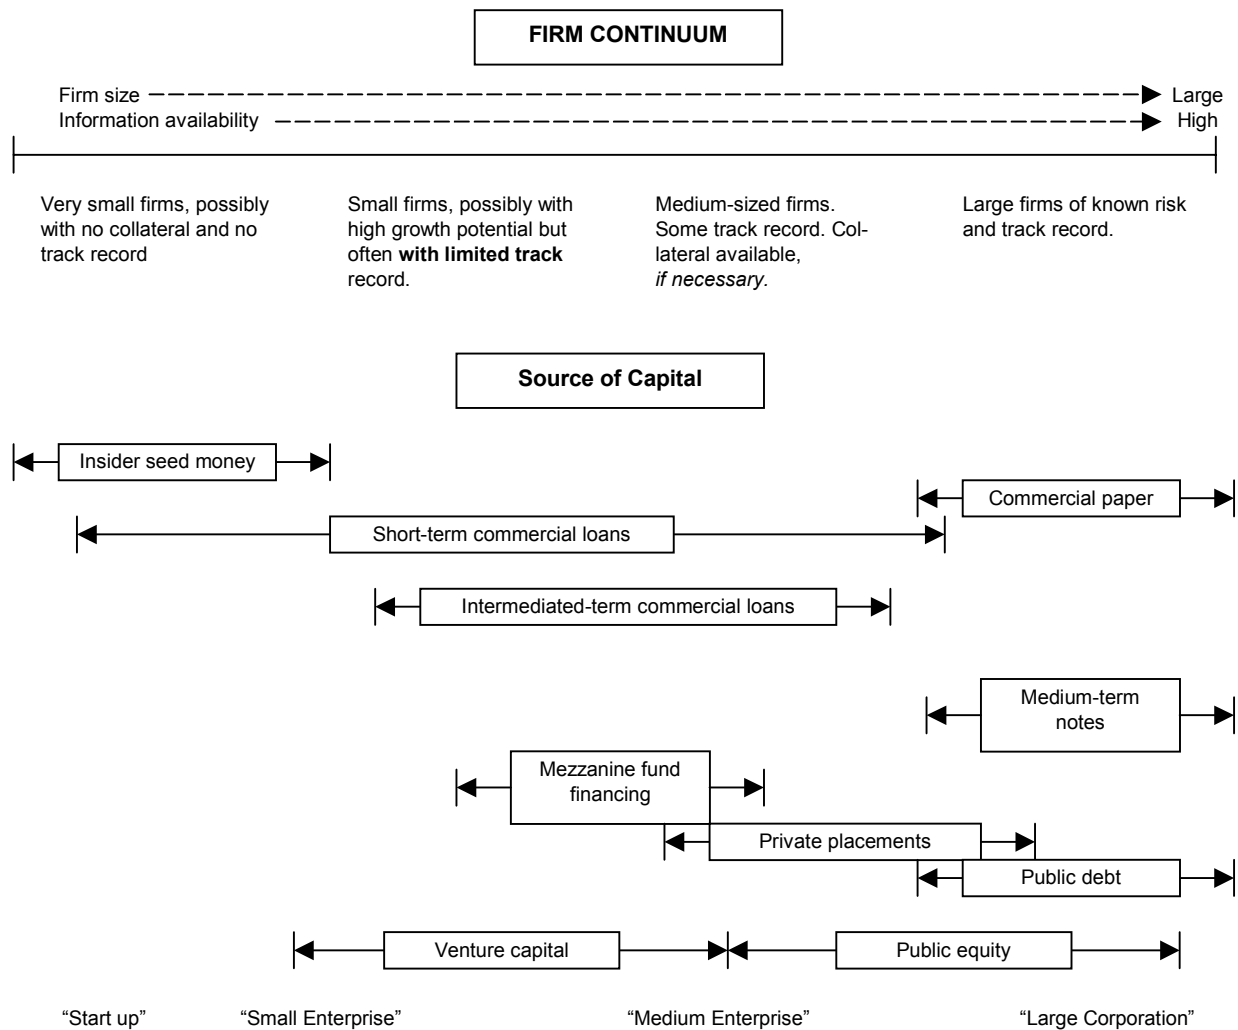 FIRM CONTINUUM
Firm size
Large
Information availability
High
Very small firms, possibly
with no collateral and no
track record
Small firms, possibly with
high growth potential but
often with limited track
record.
Medium-sized firms.
Some track record. Col-
lateral available,
if necessary.
Large firms of known risk
and track record.
Source of Capital
Insider seed money
Commercial paper
Short-term commercial loans
Intermediated-term commercial loans
Medium-term
notes
Mezzanine fund
financing
Private placements
Public debt
Venture capital
Public equity
“Start up”
“Small Enterprise”
“Medium Enterprise”
“Large Corporation”